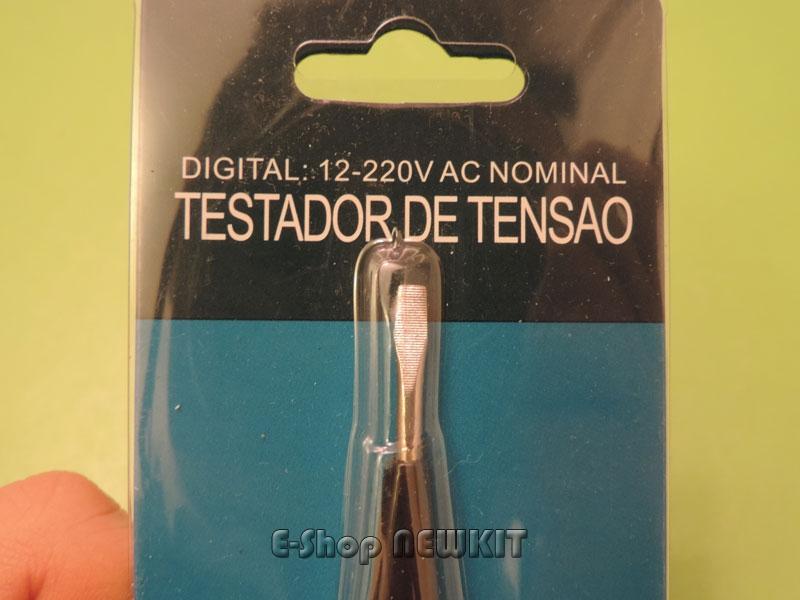 DIGITAL: 12-220V AC NOMINAL
TESTADOR DE TENSAO
E-Shop NEWKIT